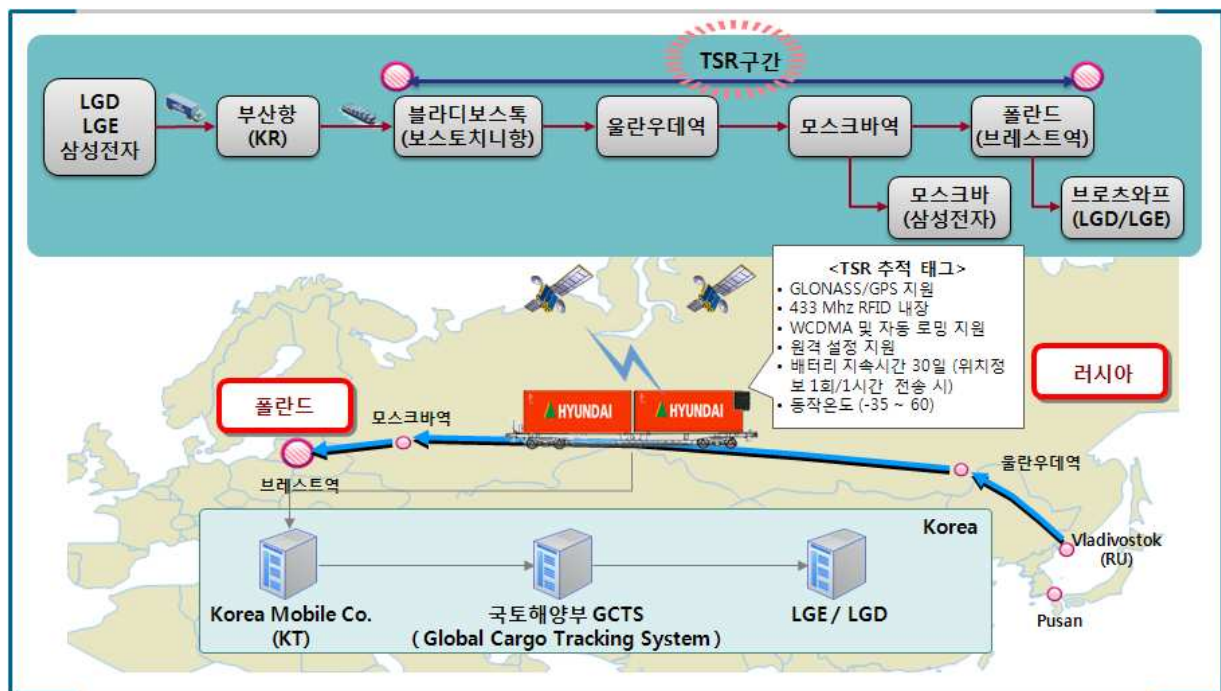 TSR구간
LGD
LGE
삼성전자
부산항
(KR)
블라디보스톡
(보스토치니항)
울란우데역
모스크바역
폴란드
(브레스트역)
모스크바
(삼성전자)
브로츠와프
(LGD/LGE)
<TSR 추적 태그>
• GLONASS/GPS 지원
• 433 Mhz RFID 내장
• WCDMA 및 자동 로밍 지원
• 원격 설정 지원
• 배터리 지속시간 30일 (위치정
보 1회/1시간 전송 시)
• 동작온도 (-35 ~ 60)
러시아
폴란드
모스크바역
HYUNDAI
HYUNDAI
울란우데역
브레스트역
Korea
Vladivostok
(RU)
Pusan
Korea Mobile Co.
(KT)
국토해양부 GCTS
( Global Cargo Tracking System )
LGE / LGD